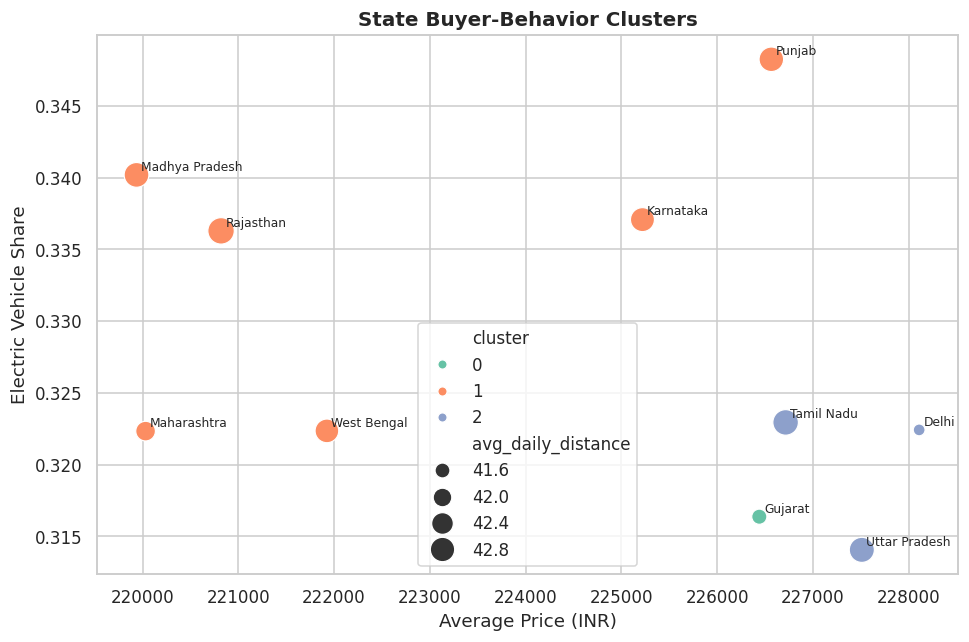 State Buyer-Behavior Clusters
Electric Vehicle Share
0.345
0.340
0.335
0.330
0.325
0.320
0.315
Punjab
Madhya Pradesh
Karnataka
Rajasthan
Maharashtra
West Bengal
Tamil Nadu
Delhi
Gujarat
Uttar Pradesh
cluster
0
1
2
avg_daily_distance
41.6
42.0
42.4
42.8
220000 221000 222000 223000 224000 225000 226000 227000 228000
Average Price (INR)